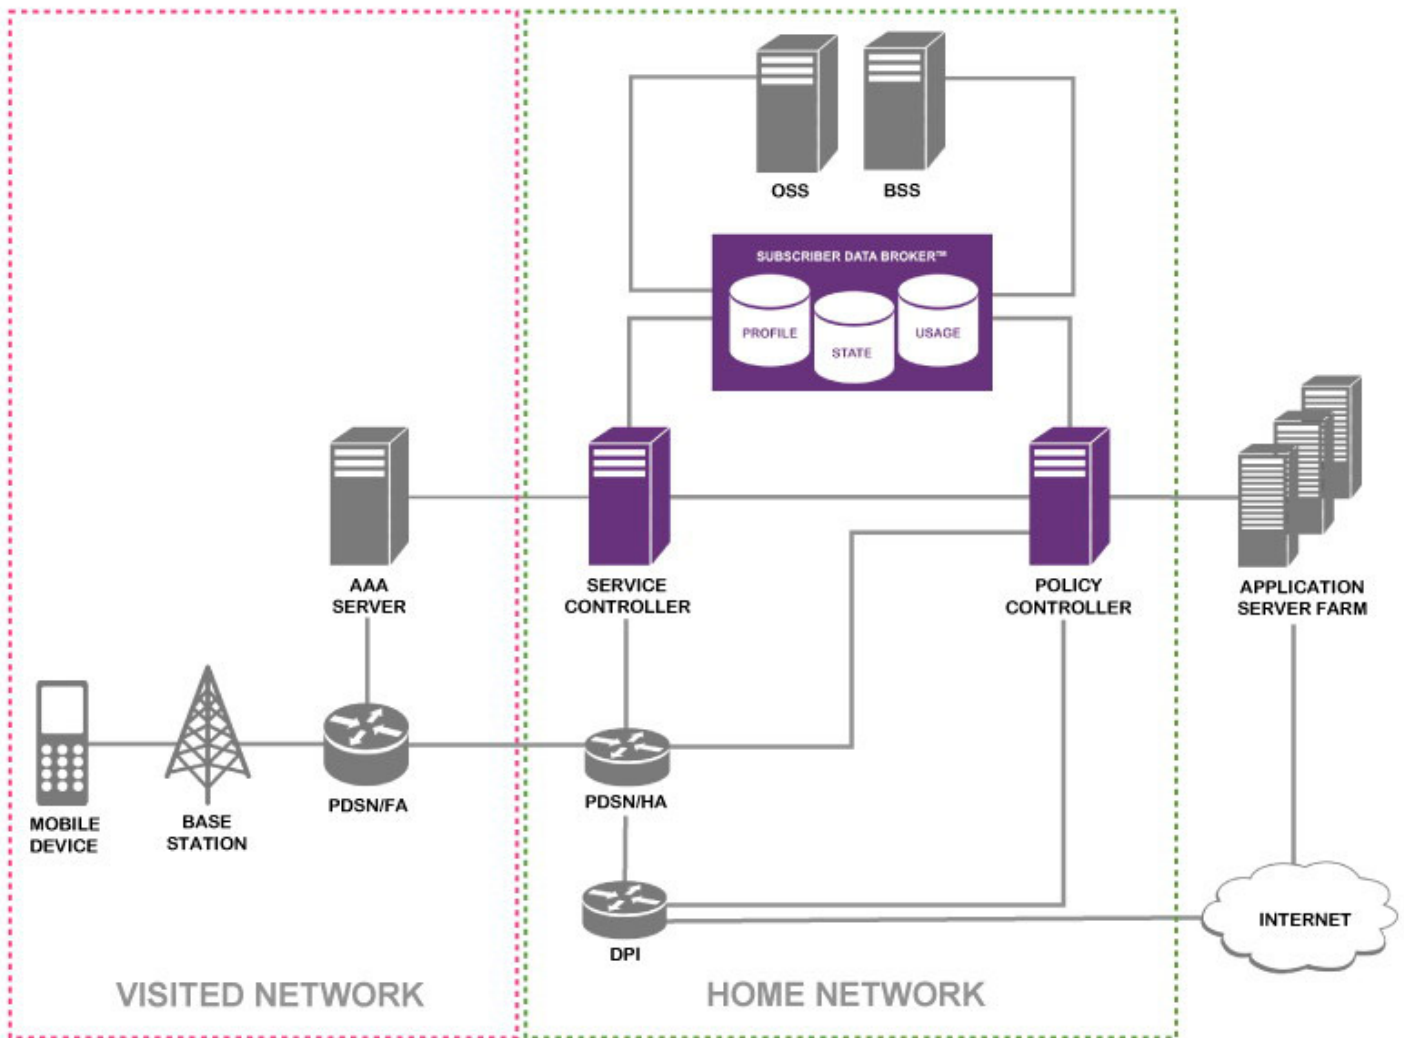 OSS
BSS
SUBSCRIBER DATA BROKER™
PROFILE
STATE
USAGE
AAA
SERVER
SERVICE
CONTROLLER
POLICY
CONTROLLER
APPLICATION
SERVER FARM
MOBILE
DEVICE
BASE
STATION
PDSN/FA
PDSN/HA
DPI
INTERNET
VISITED NETWORK
HOME NETWORK